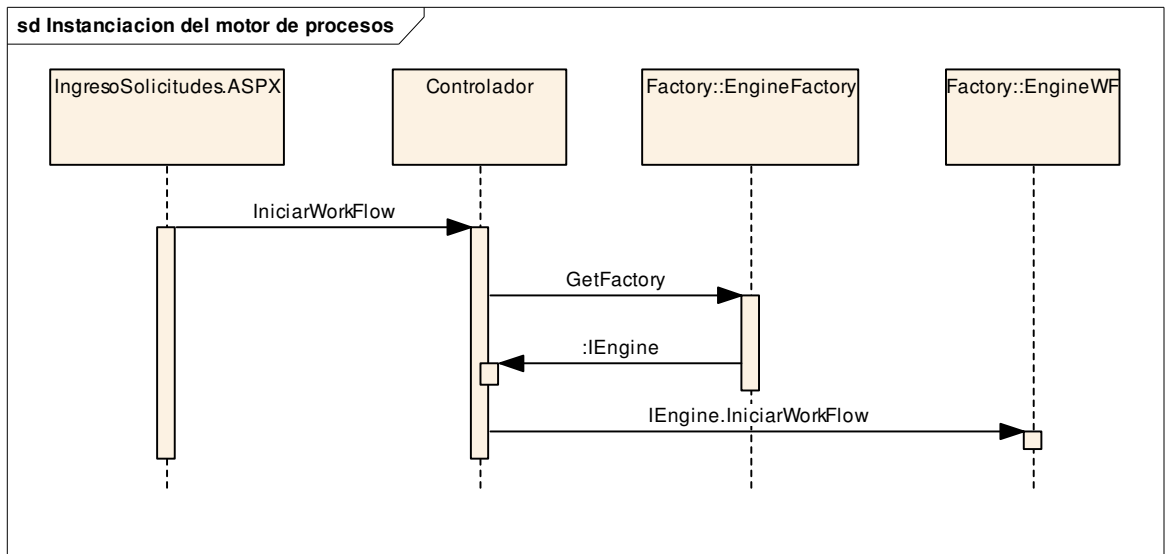 sd Instanciacion del motor de procesos
IngresoSolicitudes.ASPX
Controlador
Factory::EngineFactory
Factory::EngineWF
IniciarWorkFlow
GetFactory
:IEngine
IEngine.IniciarWorkFlow